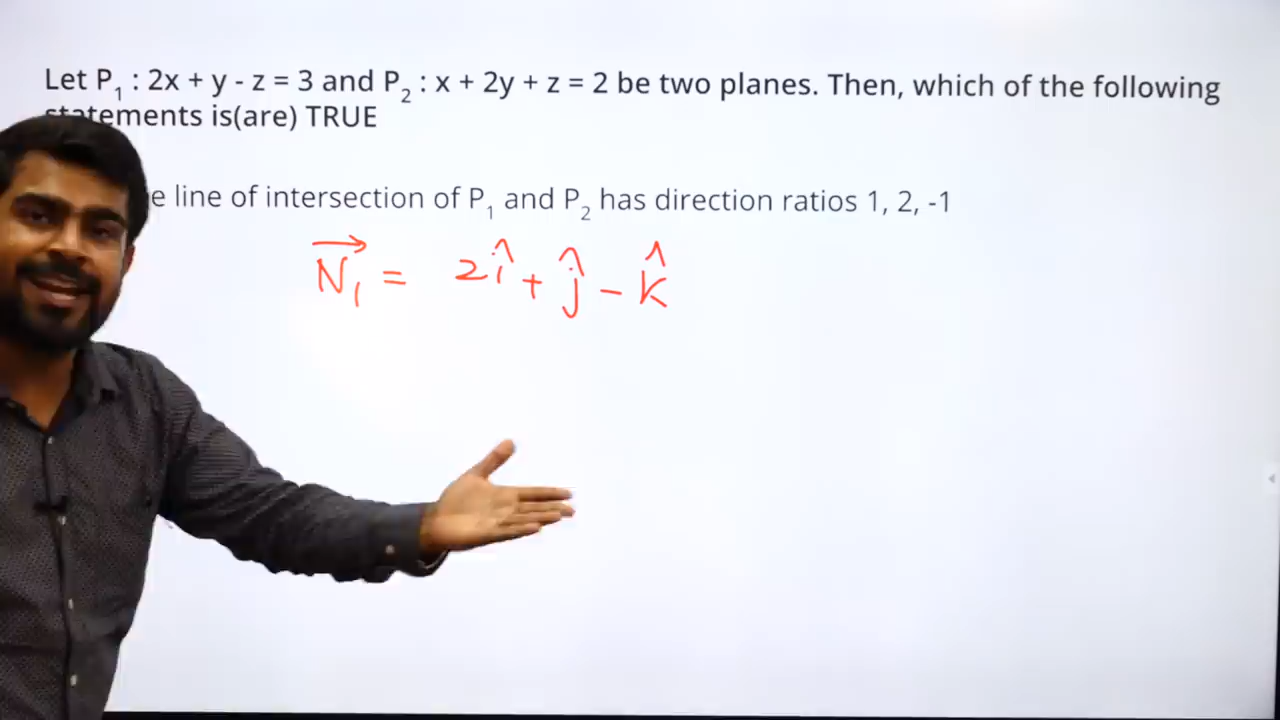 Let P₁ : 2x + y - z = 3 and P₂ : x + 2y + z = 2 be two planes. Then, which of the following
statements is(are) TRUE
line of intersection of P₁ and P₂ has direction ratios 1, 2, -1
N⃗₁ = 2î + ĵ - k̂